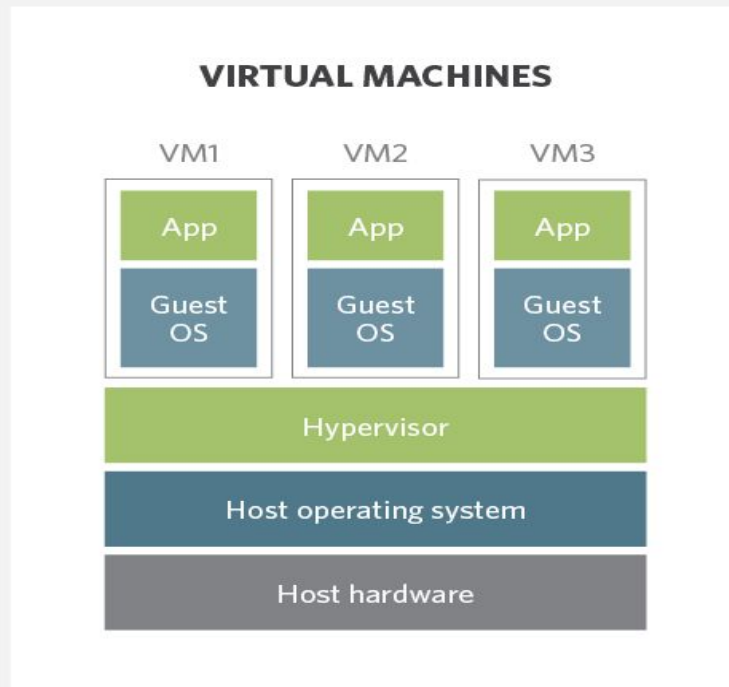 VIRTUAL MACHINES
VM1 VM2 VM3
App App App
Guest Guest Guest
OS OS OS
Hypervisor
Host operating system
Host hardware